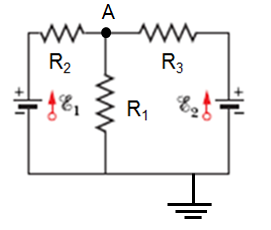 A
R₂
R₃
+
ℰ₁
R₁
ℰ₂
+
−
−